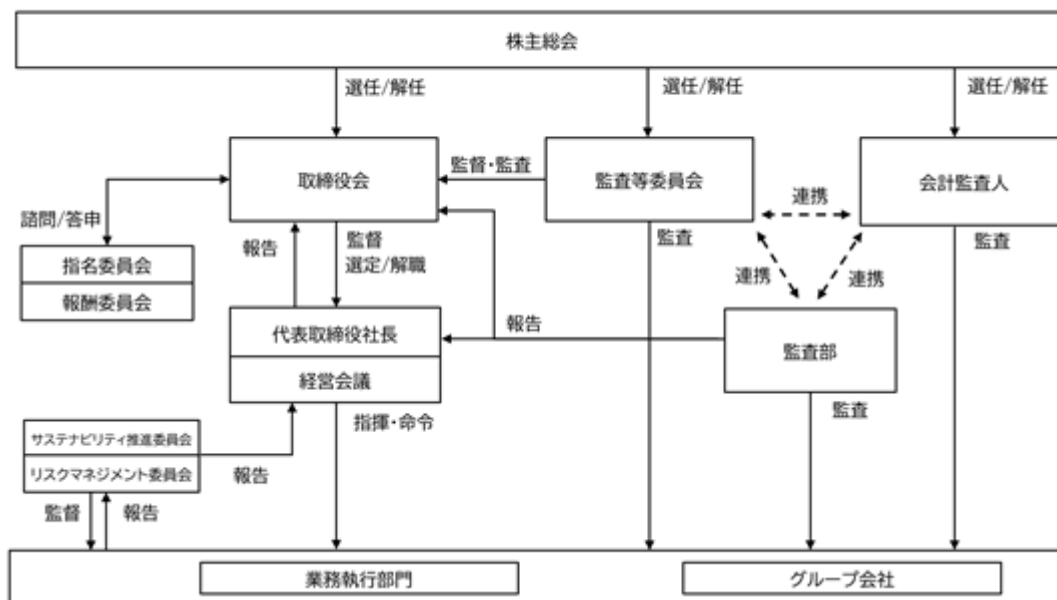 株主総会
選任/解任
選任/解任
選任/解任
取締役会
監督・監査
監査等委員会
会計監査人
連携
諮問/答申
報告
監督
選定/解職
監査
監査
指名委員会
報酬委員会
連携
連携
代表取締役社長
経営会議
報告
監査部
指揮・命令
監査
サステナビリティ推進委員会
リスクマネジメント委員会
報告
監督
報告
業務執行部門
グループ会社